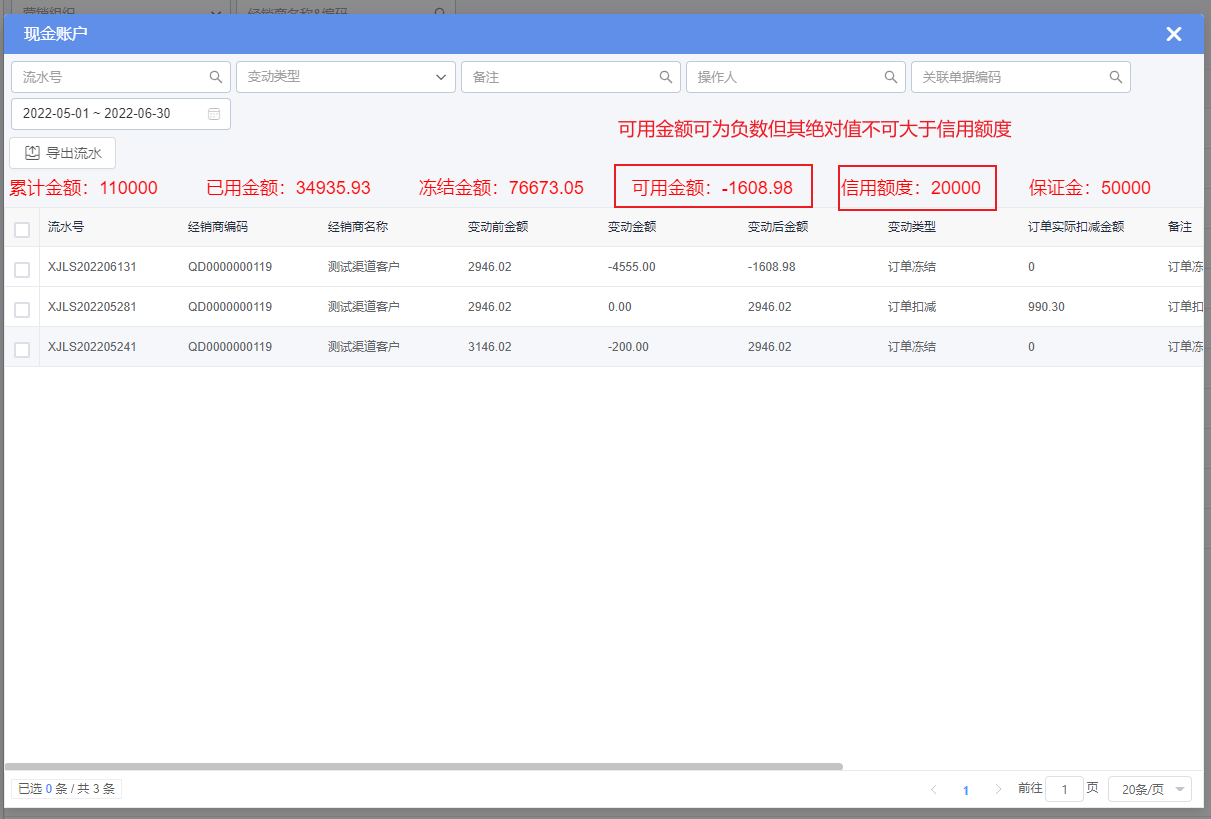 营销组织 经销商名称&编码
现金账户
流水号 变动类型 备注 操作人 关联单据编码
2022-05-01 ~ 2022-06-30
可用金额可为负数但其绝对值不可大于信用额度
导出流水
累计金额：110000 已用金额：34935.93 冻结金额：76673.05 可用金额：-1608.98 信用额度：20000 保证金：50000
流水号 经销商编码 经销商名称 变动前金额 变动金额 变动后金额 变动类型 订单实际扣减金额 备注
XJLS202206131 QD0000000119 测试渠道客户 2946.02 -4555.00 -1608.98 订单冻结 0 订单冻
XJLS202205281 QD0000000119 测试渠道客户 2946.02 0.00 2946.02 订单扣减 990.30 订单扣
XJLS202205241 QD0000000119 测试渠道客户 3146.02 -200.00 2946.02 订单冻结 0 订单冻
已选 0 条 / 共 3 条 1 前往 1 页 20条/页